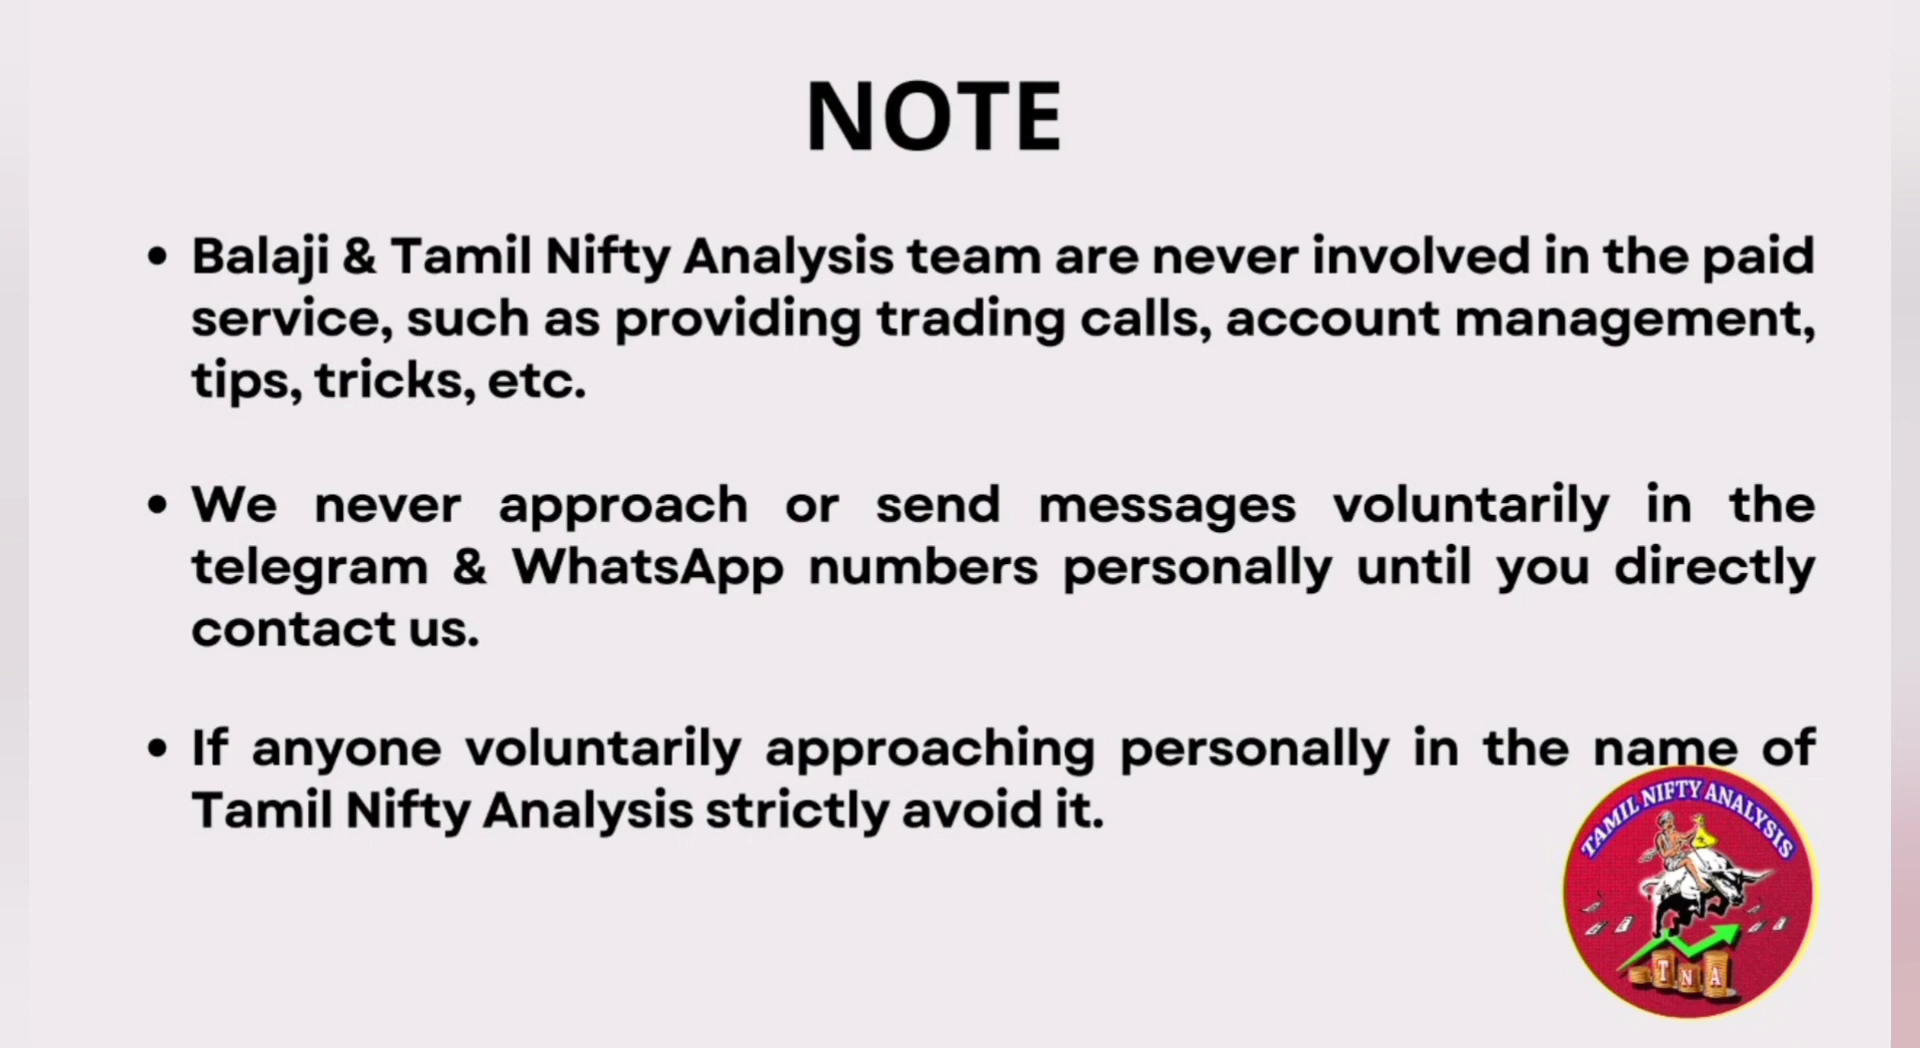 NOTE
• Balaji & Tamil Nifty Analysis team are never involved in the paid
service, such as providing trading calls, account management,
tips, tricks, etc.
• We never approach or send messages voluntarily in the
telegram & WhatsApp numbers personally until you directly
contact us.
• If anyone voluntarily approaching personally in the name of
Tamil Nifty Analysis strictly avoid it.
TAMIL NIFTY ANALYSIS
T N A